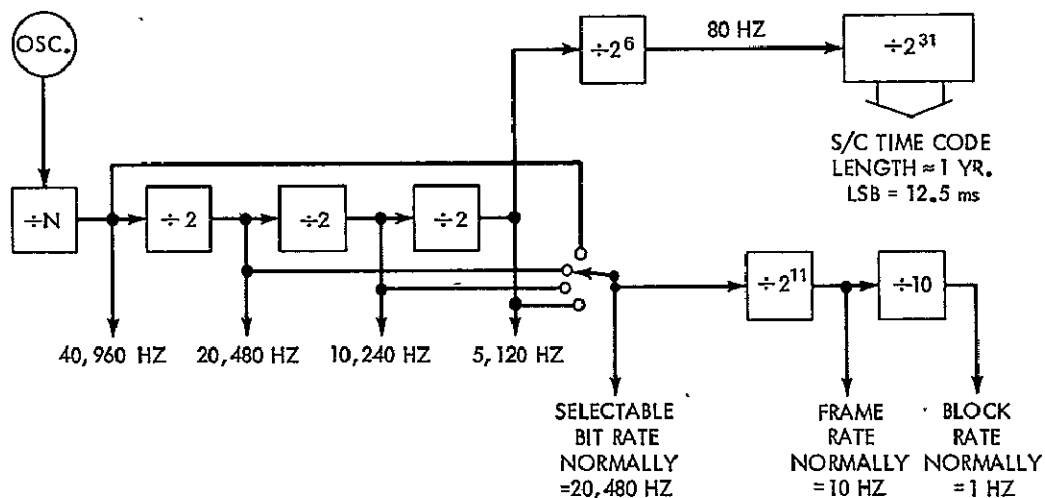 OSC.
÷2⁶
80 HZ
÷2³¹
S/C TIME CODE
LENGTH ≈ 1 YR.
LSB = 12.5 ms
÷N
÷2
÷2
÷2
÷2¹¹
÷10
40,960 HZ
20,480 HZ
10,240 HZ
5,120 HZ
SELECTABLE
BIT RATE
NORMALLY
=20,480 HZ
FRAME
RATE
NORMALLY
=10 HZ
BLOCK
RATE
NORMALLY
=1 HZ